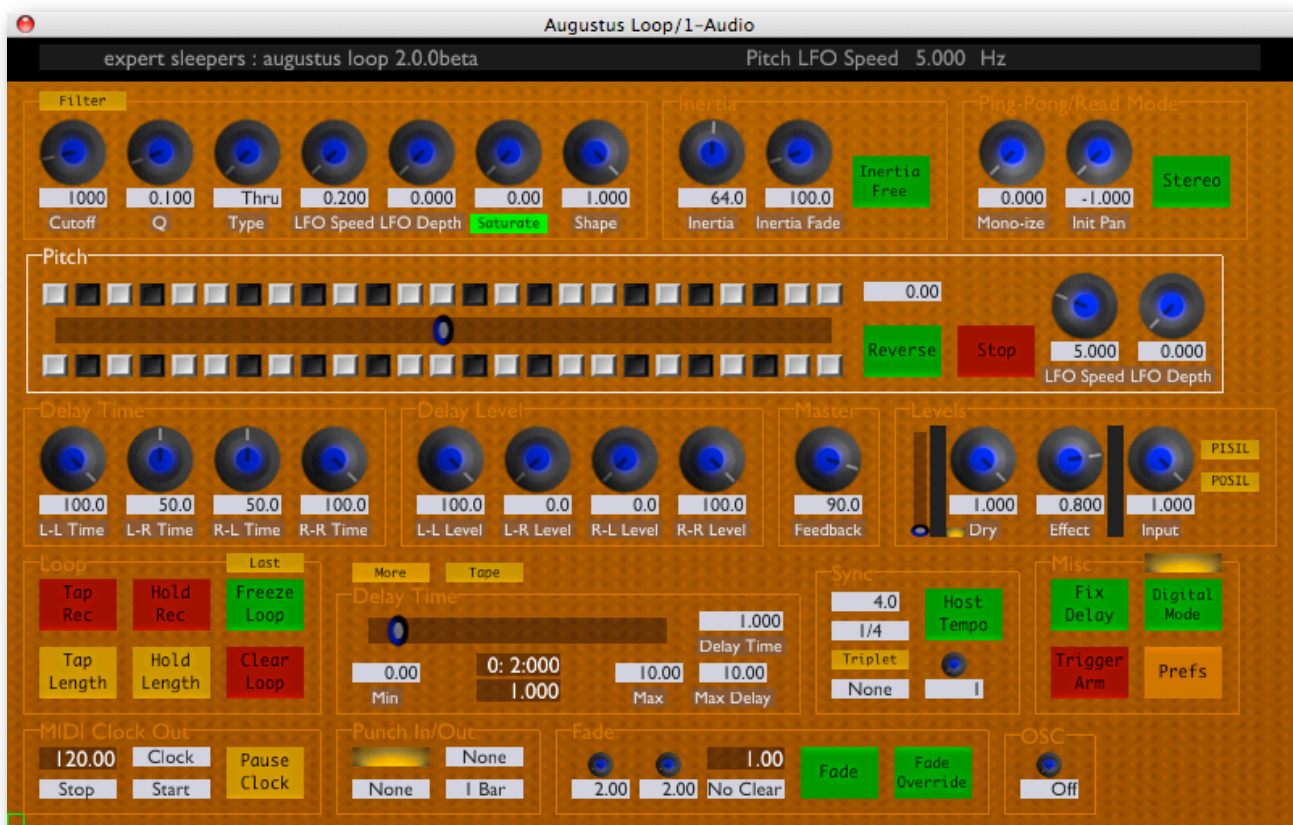 Augustus Loop/1-Audio
expert sleepers : augustus loop 2.0.0beta Pitch LFO Speed 5.000 Hz
Filter Inertia Ping-Pong/Read Mode
Inertia Free Stereo
1000 0.100 Thru 0.200 0.000 0.00 1.000 64.0 100.0 0.000 -1.000
Cutoff Q Type LFO Speed LFO Depth Saturate Shape Inertia Inertia Fade Mono-ize Init Pan
Pitch
0.00
Reverse Stop 5.000 0.000
LFO Speed LFO Depth
Delay Time Delay Level Master Levels
PISIL
POSIL
100.0 50.0 50.0 100.0 100.0 0.0 0.0 100.0 90.0 1.000 0.800 1.000
L-L Time L-R Time R-L Time R-R Time L-L Level L-R Level R-L Level R-R Level Feedback Dry Effect Input
Loop Last More Tape Sync Misc
Tap Rec Hold Rec Freeze Loop Delay Time 4.0 Host Tempo Fix Delay Digital Mode
1.000 1/4
Delay Time
Tap Length Hold Length Clear Loop 0.00 0: 2:000 10.00 10.00 Triplet Trigger Arm Prefs
Min 1.000 Max Max Delay None 1
MIDI Clock Out Punch In/Out Fade OSC
120.00 Clock Pause Clock None 1.00 Fade Fade Override
Stop Start None 1 Bar 2.00 2.00 No Clear Off